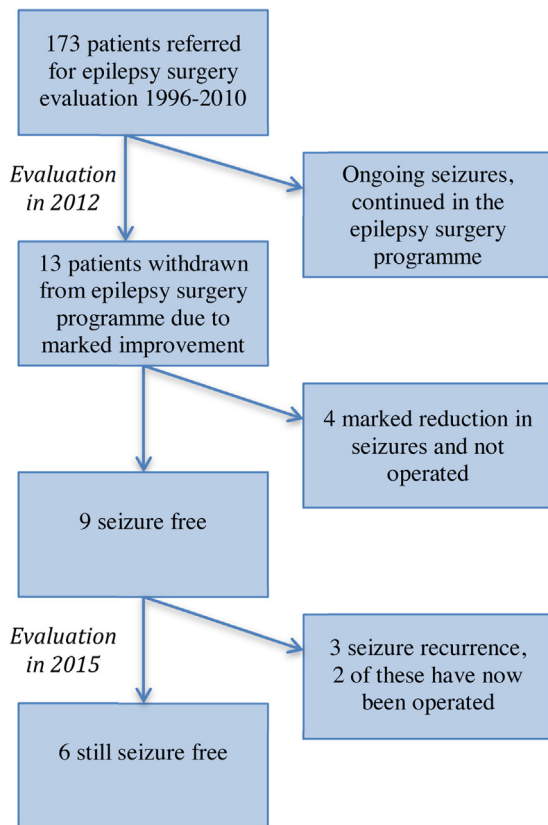 173 patients referred
for epilepsy surgery
evaluation 1996-2010
Evaluation
in 2012
Ongoing seizures,
continued in the
epilepsy surgery
programme
13 patients withdrawn
from epilepsy surgery
programme due to
marked improvement
4 marked reduction in
seizures and not
operated
9 seizure free
Evaluation
in 2015
3 seizure recurrence,
2 of these have now
been operated
6 still seizure free